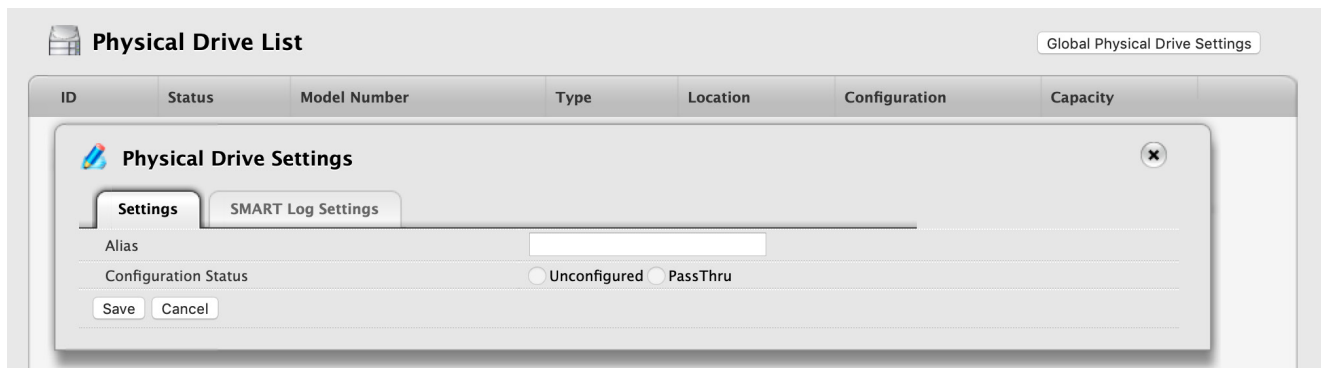 Physical Drive List
Global Physical Drive Settings
ID Status Model Number Type Location Configuration Capacity
Physical Drive Settings
Settings SMART Log Settings
Alias
Configuration Status Unconfigured PassThru
Save Cancel